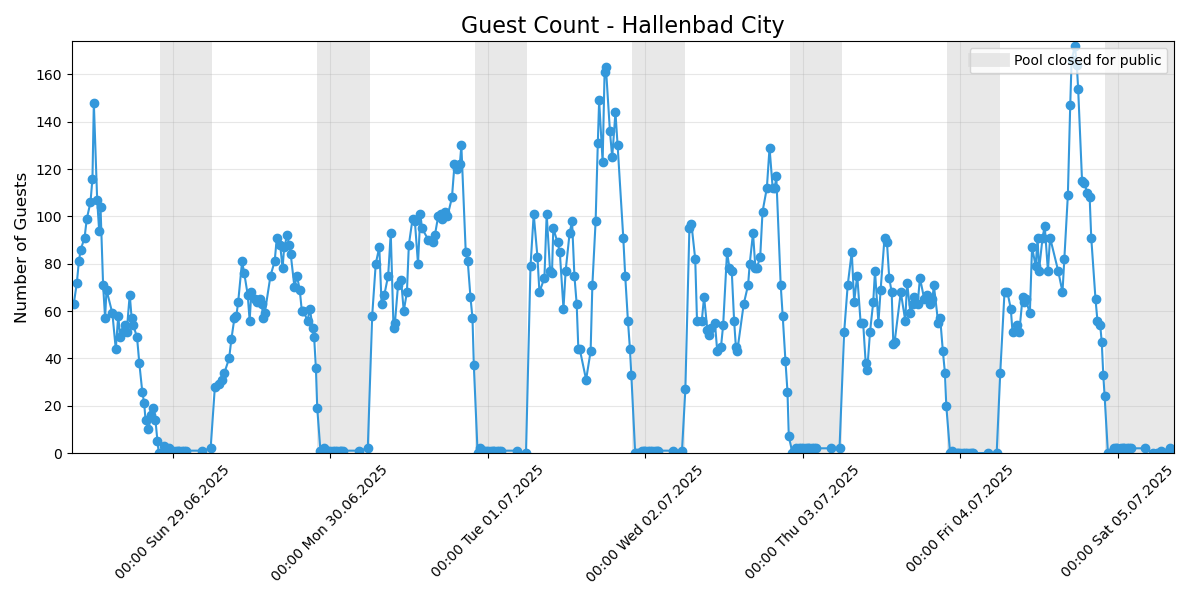 Guest Count - Hallenbad City
Pool closed for public
Number of Guests
160
140
120
100
80
60
40
20
0
00:00 Sun 29.06.2025
00:00 Mon 30.06.2025
00:00 Tue 01.07.2025
00:00 Wed 02.07.2025
00:00 Thu 03.07.2025
00:00 Fri 04.07.2025
00:00 Sat 05.07.2025